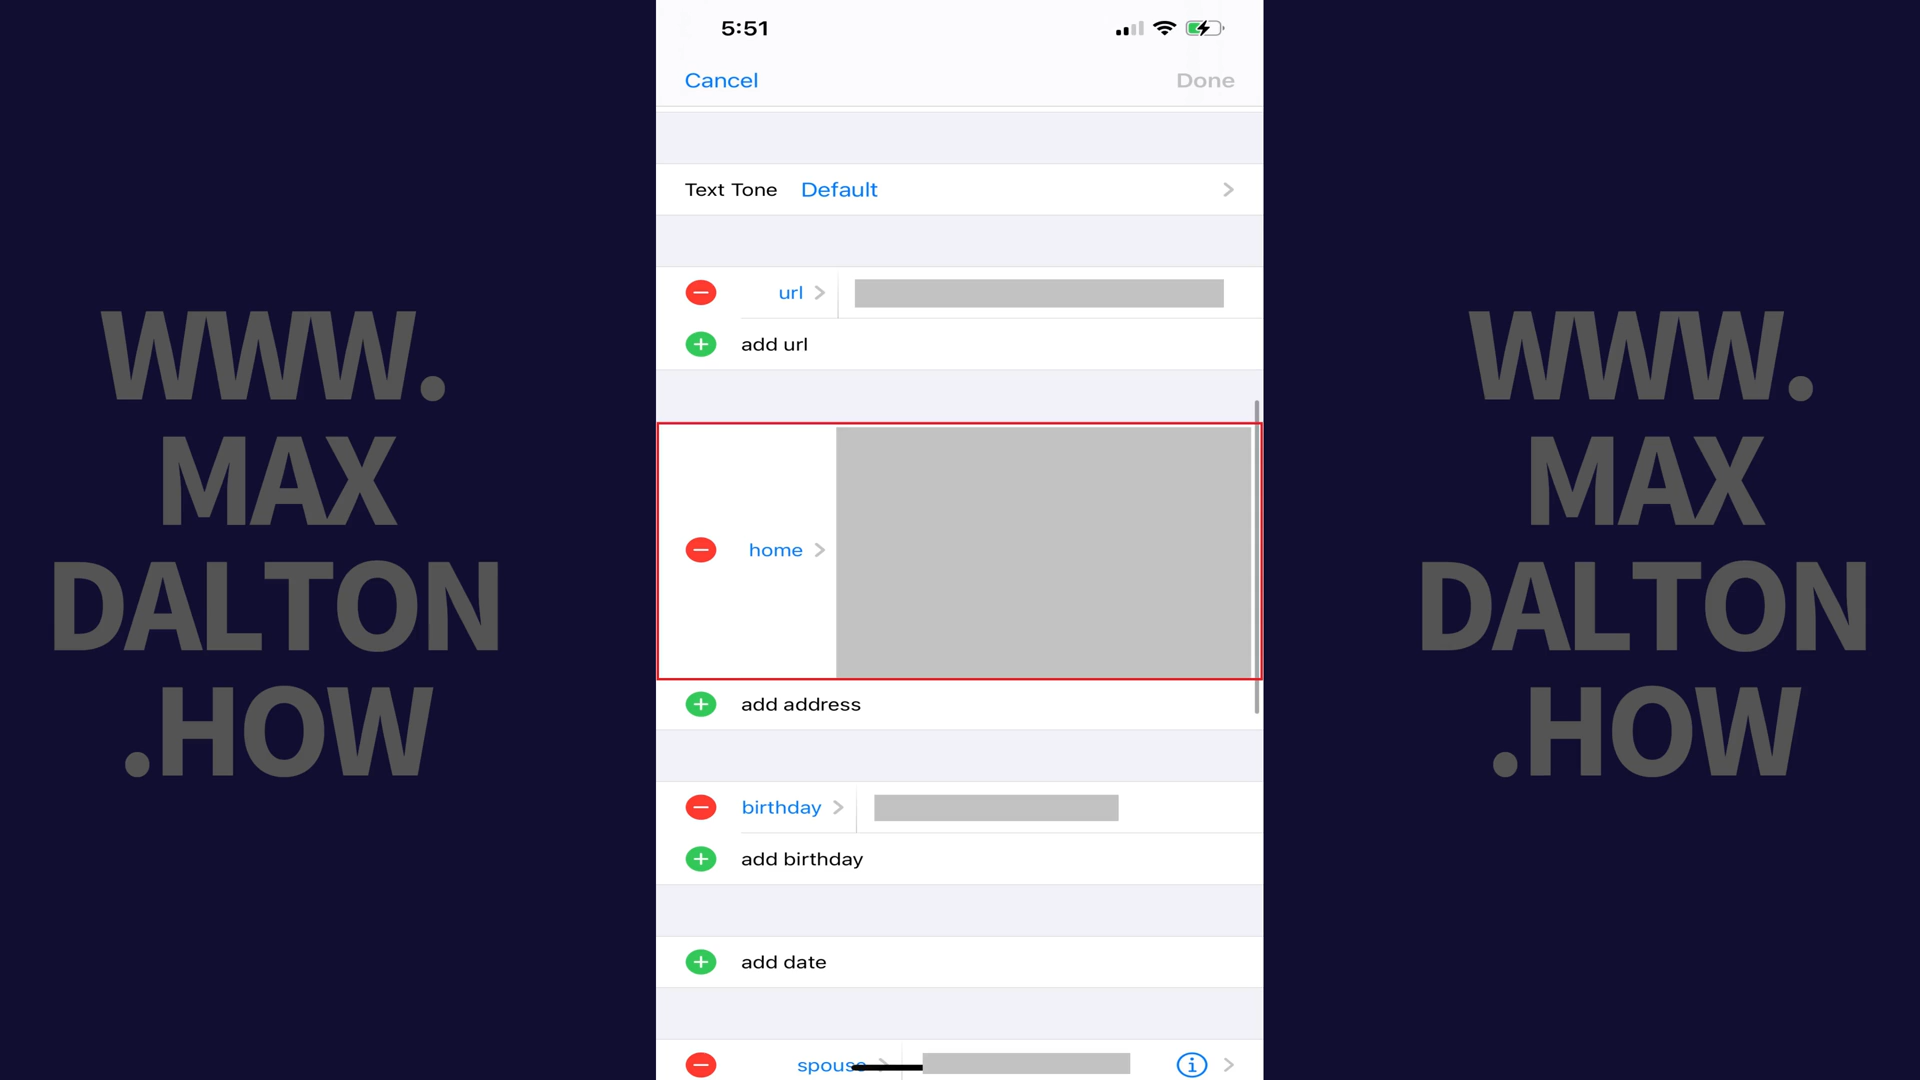 5:51
Cancel Done
Text Tone Default
url
add url
home
add address
birthday
add birthday
add date
spouse
WWW.
MAX
DALTON
.HOW
WWW.
MAX
DALTON
.HOW